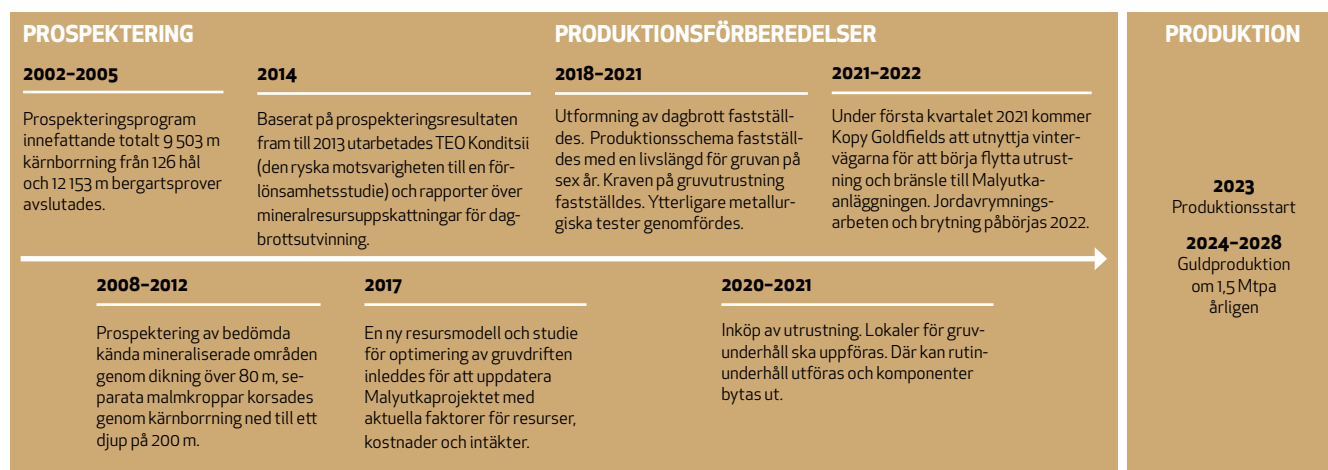 PROSPEKTERING
2002–2005
Prospekteringsprogram
innefattande totalt 9 503 m
kärnborrning från 126 hål
och 12 153 m bergartsprover
avslutades.
2014
Baserat på prospekteringsresultaten
fram till 2013 utarbetades TEO Konditsii
(den ryska motsvarigheten till en för-
lönsamhetsstudie) och rapporter över
mineralresursuppskattningar för dag-
brottsutvinning.
2008–2012
Prospektering av bedömda
kända mineraliserade områden
genom dikning över 80 m, se-
parata malmkroppar korsades
genom kärnborrning ned till ett
djup på 200 m.
2017
En ny resursmodell och studie
för optimering av gruvdriften
inleddes för att uppdatera
Malyutkaprojektet med
aktuella faktorer för resurser,
kostnader och intäkter.
PRODUKTIONSFÖRBEREDELSER
2018–2021
Utformning av dagbrott fastställ-
des. Produktionsschema fastställ-
des med en livslängd för gruvan på
sex år. Kraven på gruvutrustning
fastställdes. Ytterligare metallur-
giska tester genomfördes.
2021–2022
Under första kvartalet 2021 kommer
Kopy Goldfields att utnyttja vinter-
vägarna för att börja flytta utrust-
ning och bränsle till Malyutka-
anläggningen. Jordavrymnings-
arbeten och brytning påbörjas 2022.
2020–2021
Inköp av utrustning. Lokaler för gruv-
underhåll ska uppföras. Där kan rutin-
underhåll utföras och komponenter
bytas ut.
PRODUKTION
2023
Produktionsstart
2024–2028
Guldproduktion
om 1,5 Mtpa
årligen